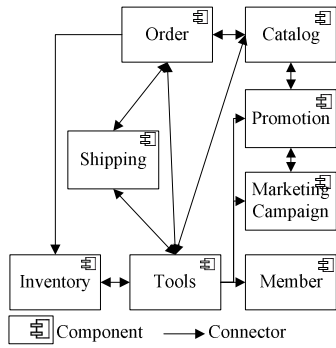 Order
Catalog
Promotion
Shipping
Marketing
Campaign
Inventory
Tools
Member
Component
Connector